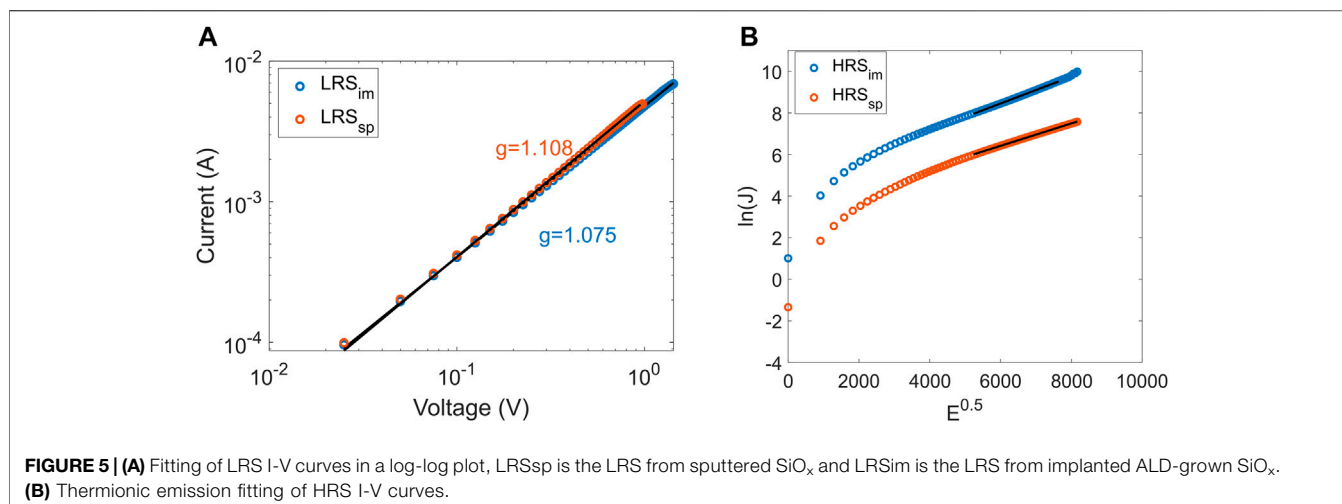 A
10⁻²
10⁻³
10⁻⁴
Current (A)
LRS_im
LRS_sp
g=1.108
g=1.075
10⁻² 10⁻¹ 10⁰
Voltage (V)
B
10
8
6
4
2
0
-2
-4
ln(J)
HRS_im
HRS_sp
0 2000 4000 6000 8000 10000
E^0.5
FIGURE 5 | (A) Fitting of LRS I-V curves in a log-log plot, LRSsp is the LRS from sputtered SiOₓ and LRSim is the LRS from implanted ALD-grown SiOₓ.
(B) Thermionic emission fitting of HRS I-V curves.